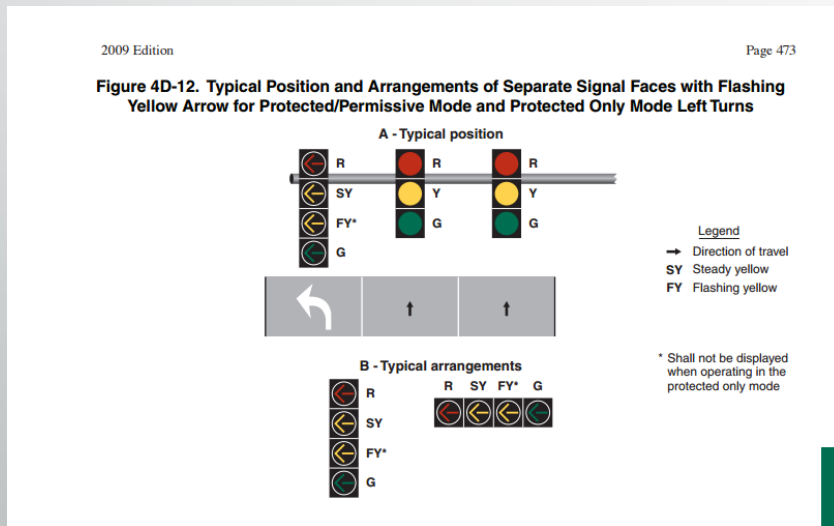 2009 Edition
Page 473
Figure 4D-12. Typical Position and Arrangements of Separate Signal Faces with Flashing
Yellow Arrow for Protected/Permissive Mode and Protected Only Mode Left Turns
A - Typical position
R R R
SY Y Y
FY* G G
G
Legend
Direction of travel
SY Steady yellow
FY Flashing yellow
B - Typical arrangements
R SY FY* G
R
SY
FY*
G
* Shall not be displayed
when operating in the
protected only mode